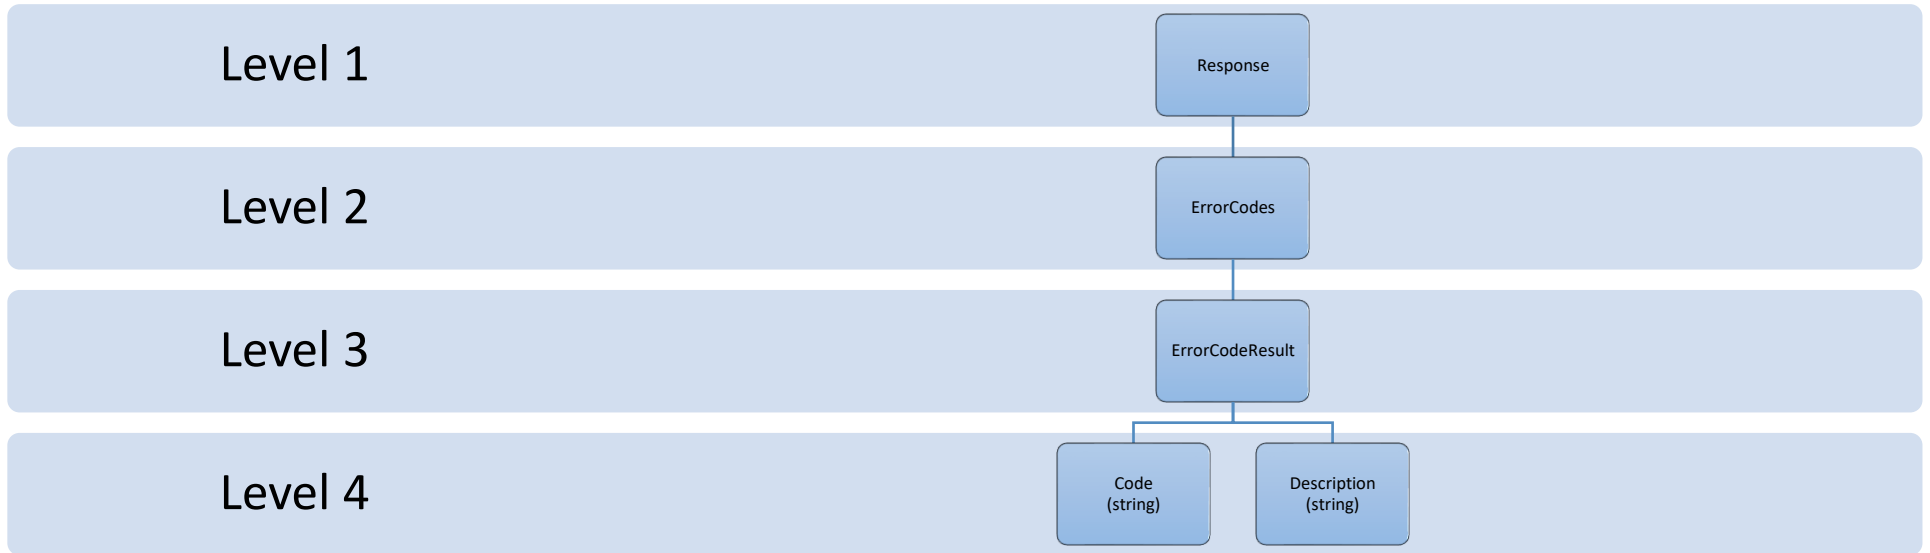 Level 1
Response
Level 2
ErrorCodes
Level 3
ErrorCodeResult
Level 4
Code
(string)
Description
(string)